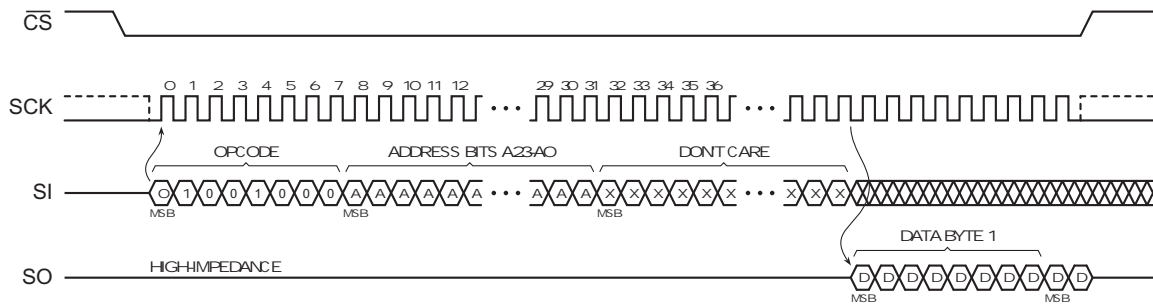 CS
SCK
0 1 2 3 4 5 6 7 8 9 10 11 12 29 30 31 32 33 34 35 36
OPCODE ADDRESS BITS A23-A0 DON'T CARE
SI
0 1 0 0 1 0 0 0 A A A A A A A A A X X X X X X X X X
MSB MSB MSB
DATA BYTE 1
SO
HIGH-IMPEDANCE
D D D D D D D D D D
MSB MSB